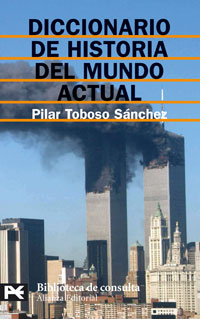 DICCIONARIO
DE HISTORIA
DEL MUNDO
ACTUAL
Pilar Toboso Sánchez
Biblioteca de consulta
Alianza Editorial